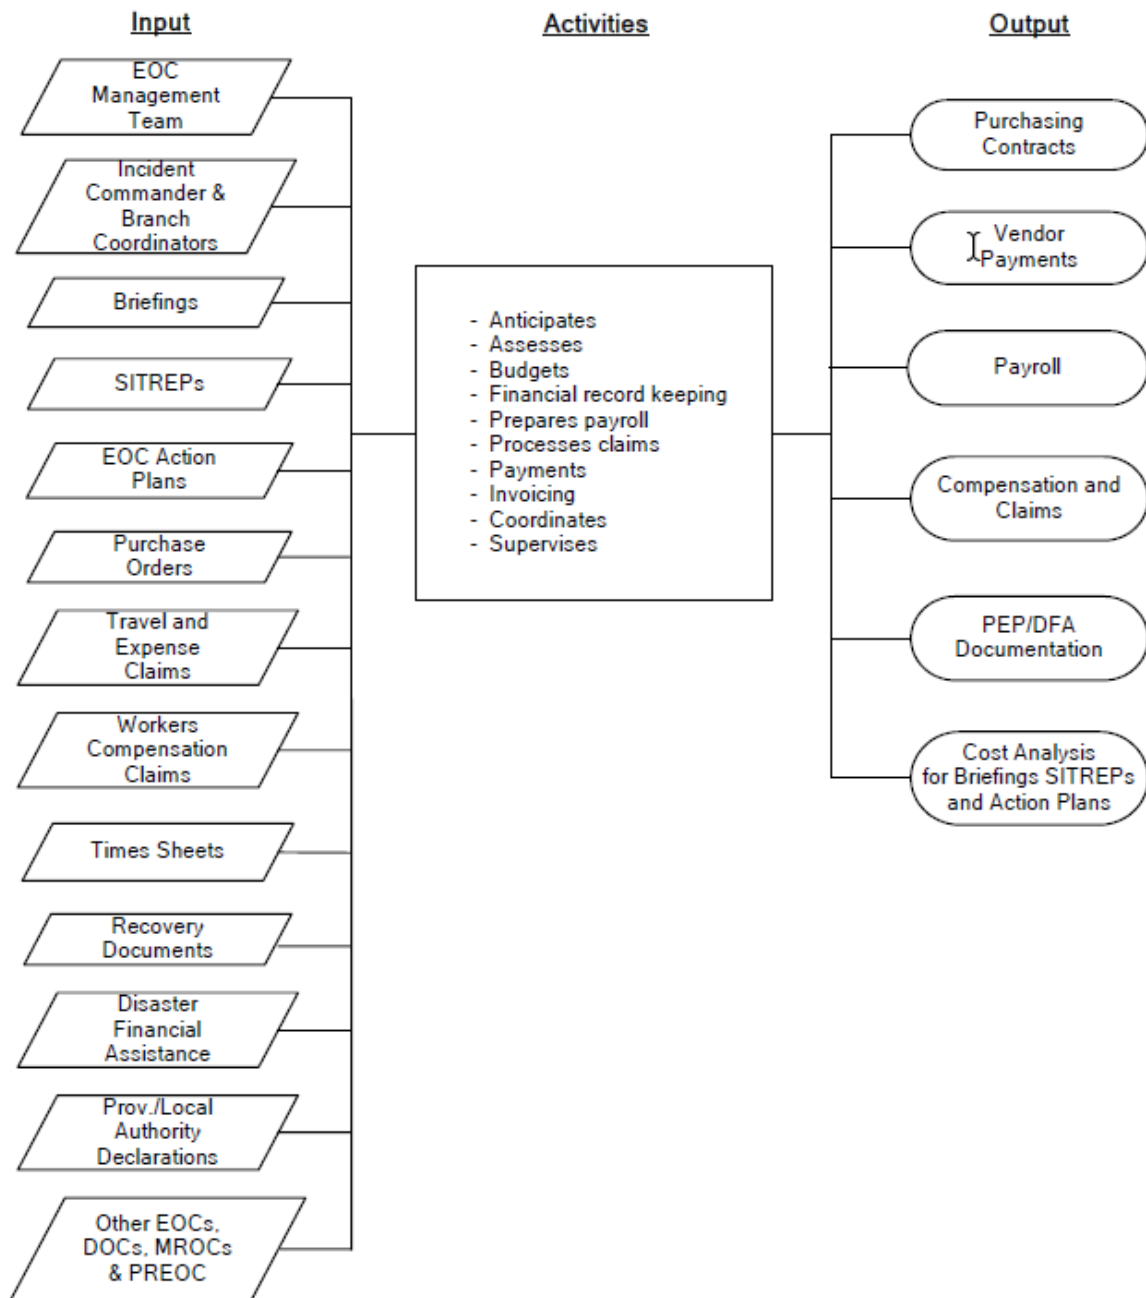 Input
Activities
Output
EOC
Management
Team
Incident
Commander &
Branch
Coordinators
Briefings
SITREPs
EOC Action
Plans
Purchase
Orders
Travel and
Expense
Claims
Workers
Compensation
Claims
Times Sheets
Recovery
Documents
Disaster
Financial
Assistance
Prov./Local
Authority
Declarations
Other EOCs,
DOCs, MROCs
& PREOC
- Anticipates
- Assesses
- Budgets
- Financial record keeping
- Prepares payroll
- Processes claims
- Payments
- Invoicing
- Coordinates
- Supervises
Purchasing
Contracts
Vendor
Payments
Payroll
Compensation and
Claims
PEP/DFA
Documentation
Cost Analysis
for Briefings SITREPs
and Action Plans